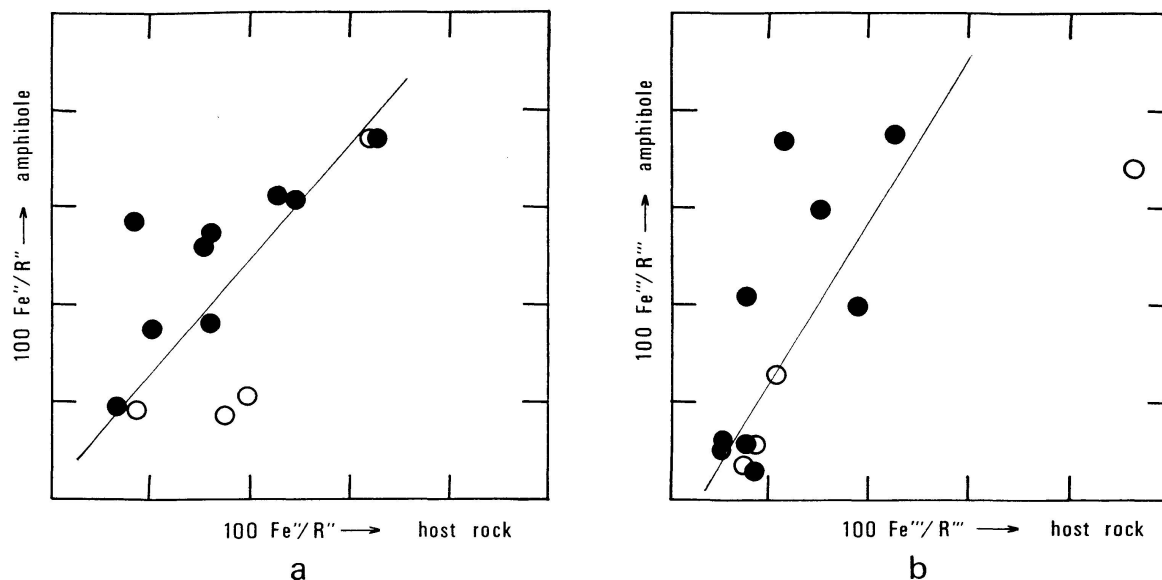 100 Fe''/R'' → amphibole
100 Fe''/R'' → host rock
a
100 Fe'''/R''' → amphibole
100 Fe'''/R''' → host rock
b